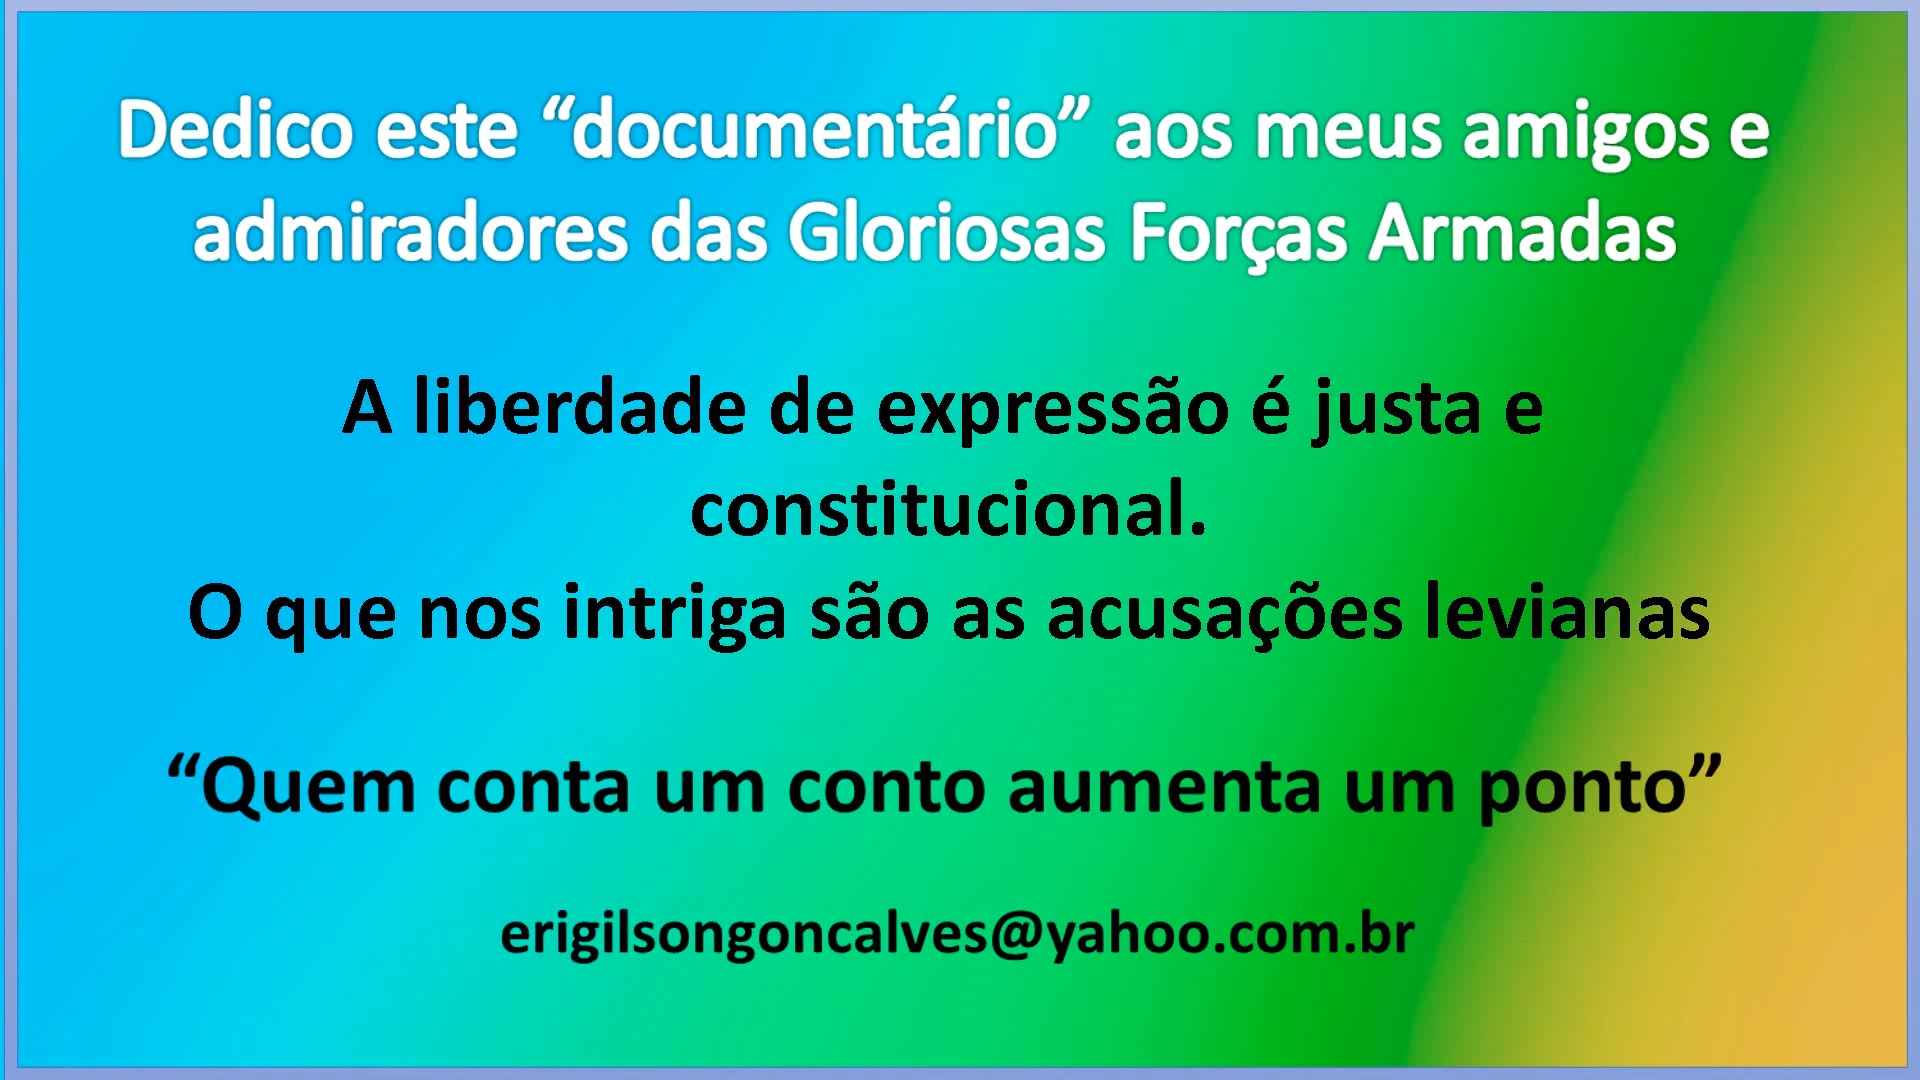 Dedico este “documentário” aos meus amigos e
admiradores das Gloriosas Forças Armadas
A liberdade de expressão é justa e
constitucional.
O que nos intriga são as acusações levianas
“Quem conta um conto aumenta um ponto”
erigilsongoncalves@yahoo.com.br